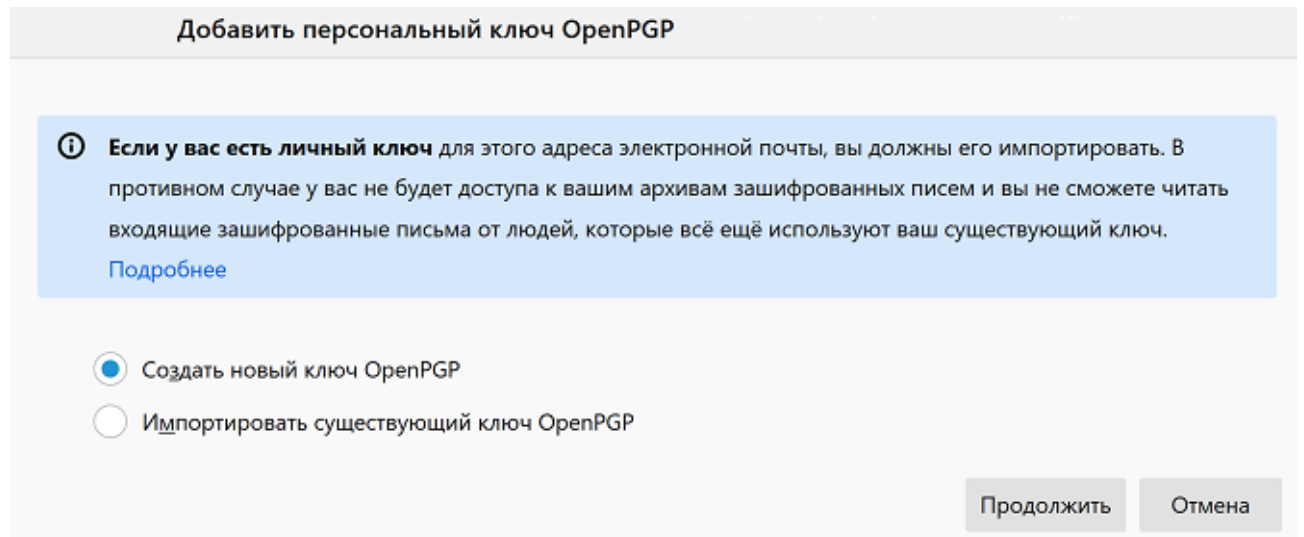 Добавить персональный ключ OpenPGP
Если у вас есть личный ключ для этого адреса электронной почты, вы должны его импортировать. В
противном случае у вас не будет доступа к вашим архивам зашифрованных писем и вы не сможете читать
входящие зашифрованные письма от людей, которые всё ещё используют ваш существующий ключ.
Подробнее
Создать новый ключ OpenPGP
Импортировать существующий ключ OpenPGP
Продолжить Отмена